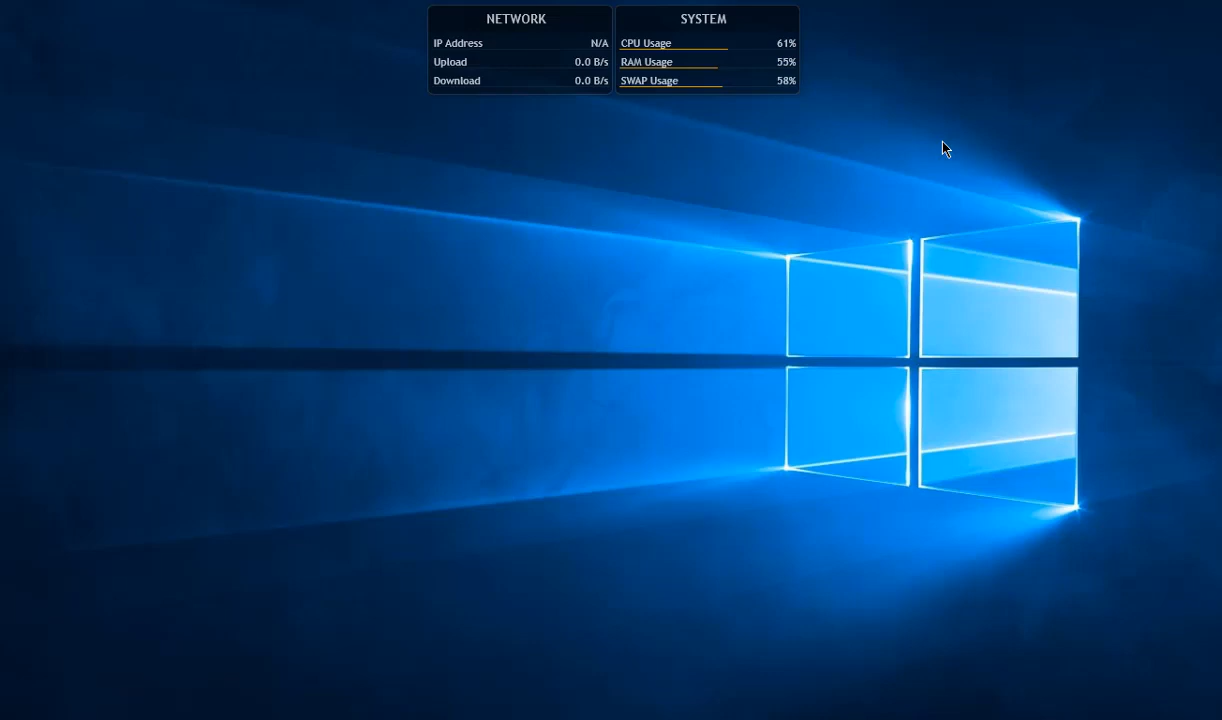 NETWORK
IP Address N/A
Upload 0.0 B/s
Download 0.0 B/s
SYSTEM
CPU Usage 61%
RAM Usage 55%
SWAP Usage 58%